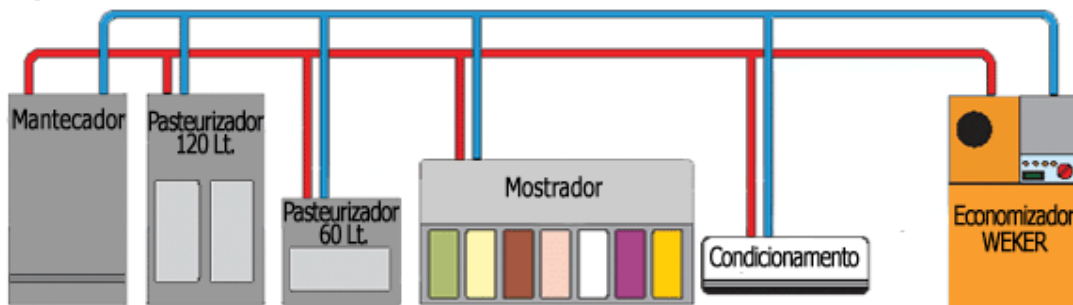 Mantecador
Pasteurizador
120 Lt.
Pasteurizador
60 Lt.
Mostrador
Condicionamento
Economizador
WEKER